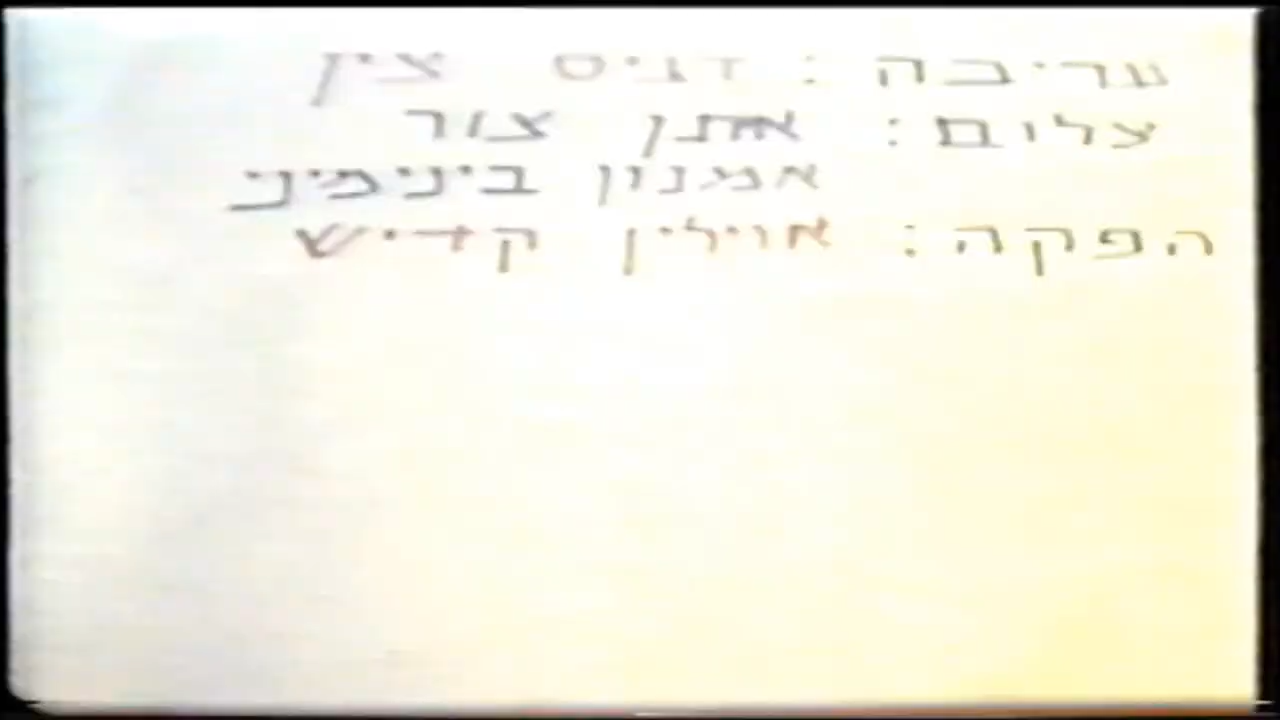 עריכה: דניס צין
צלום: איתן צור
אמנון בינימיני
הפקה: אוילין קדיש